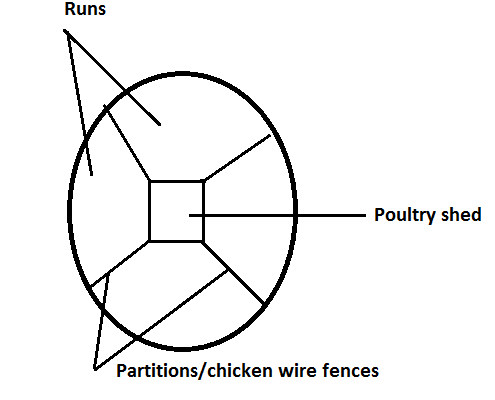 Runs
Poultry shed
Partitions/chicken wire fences